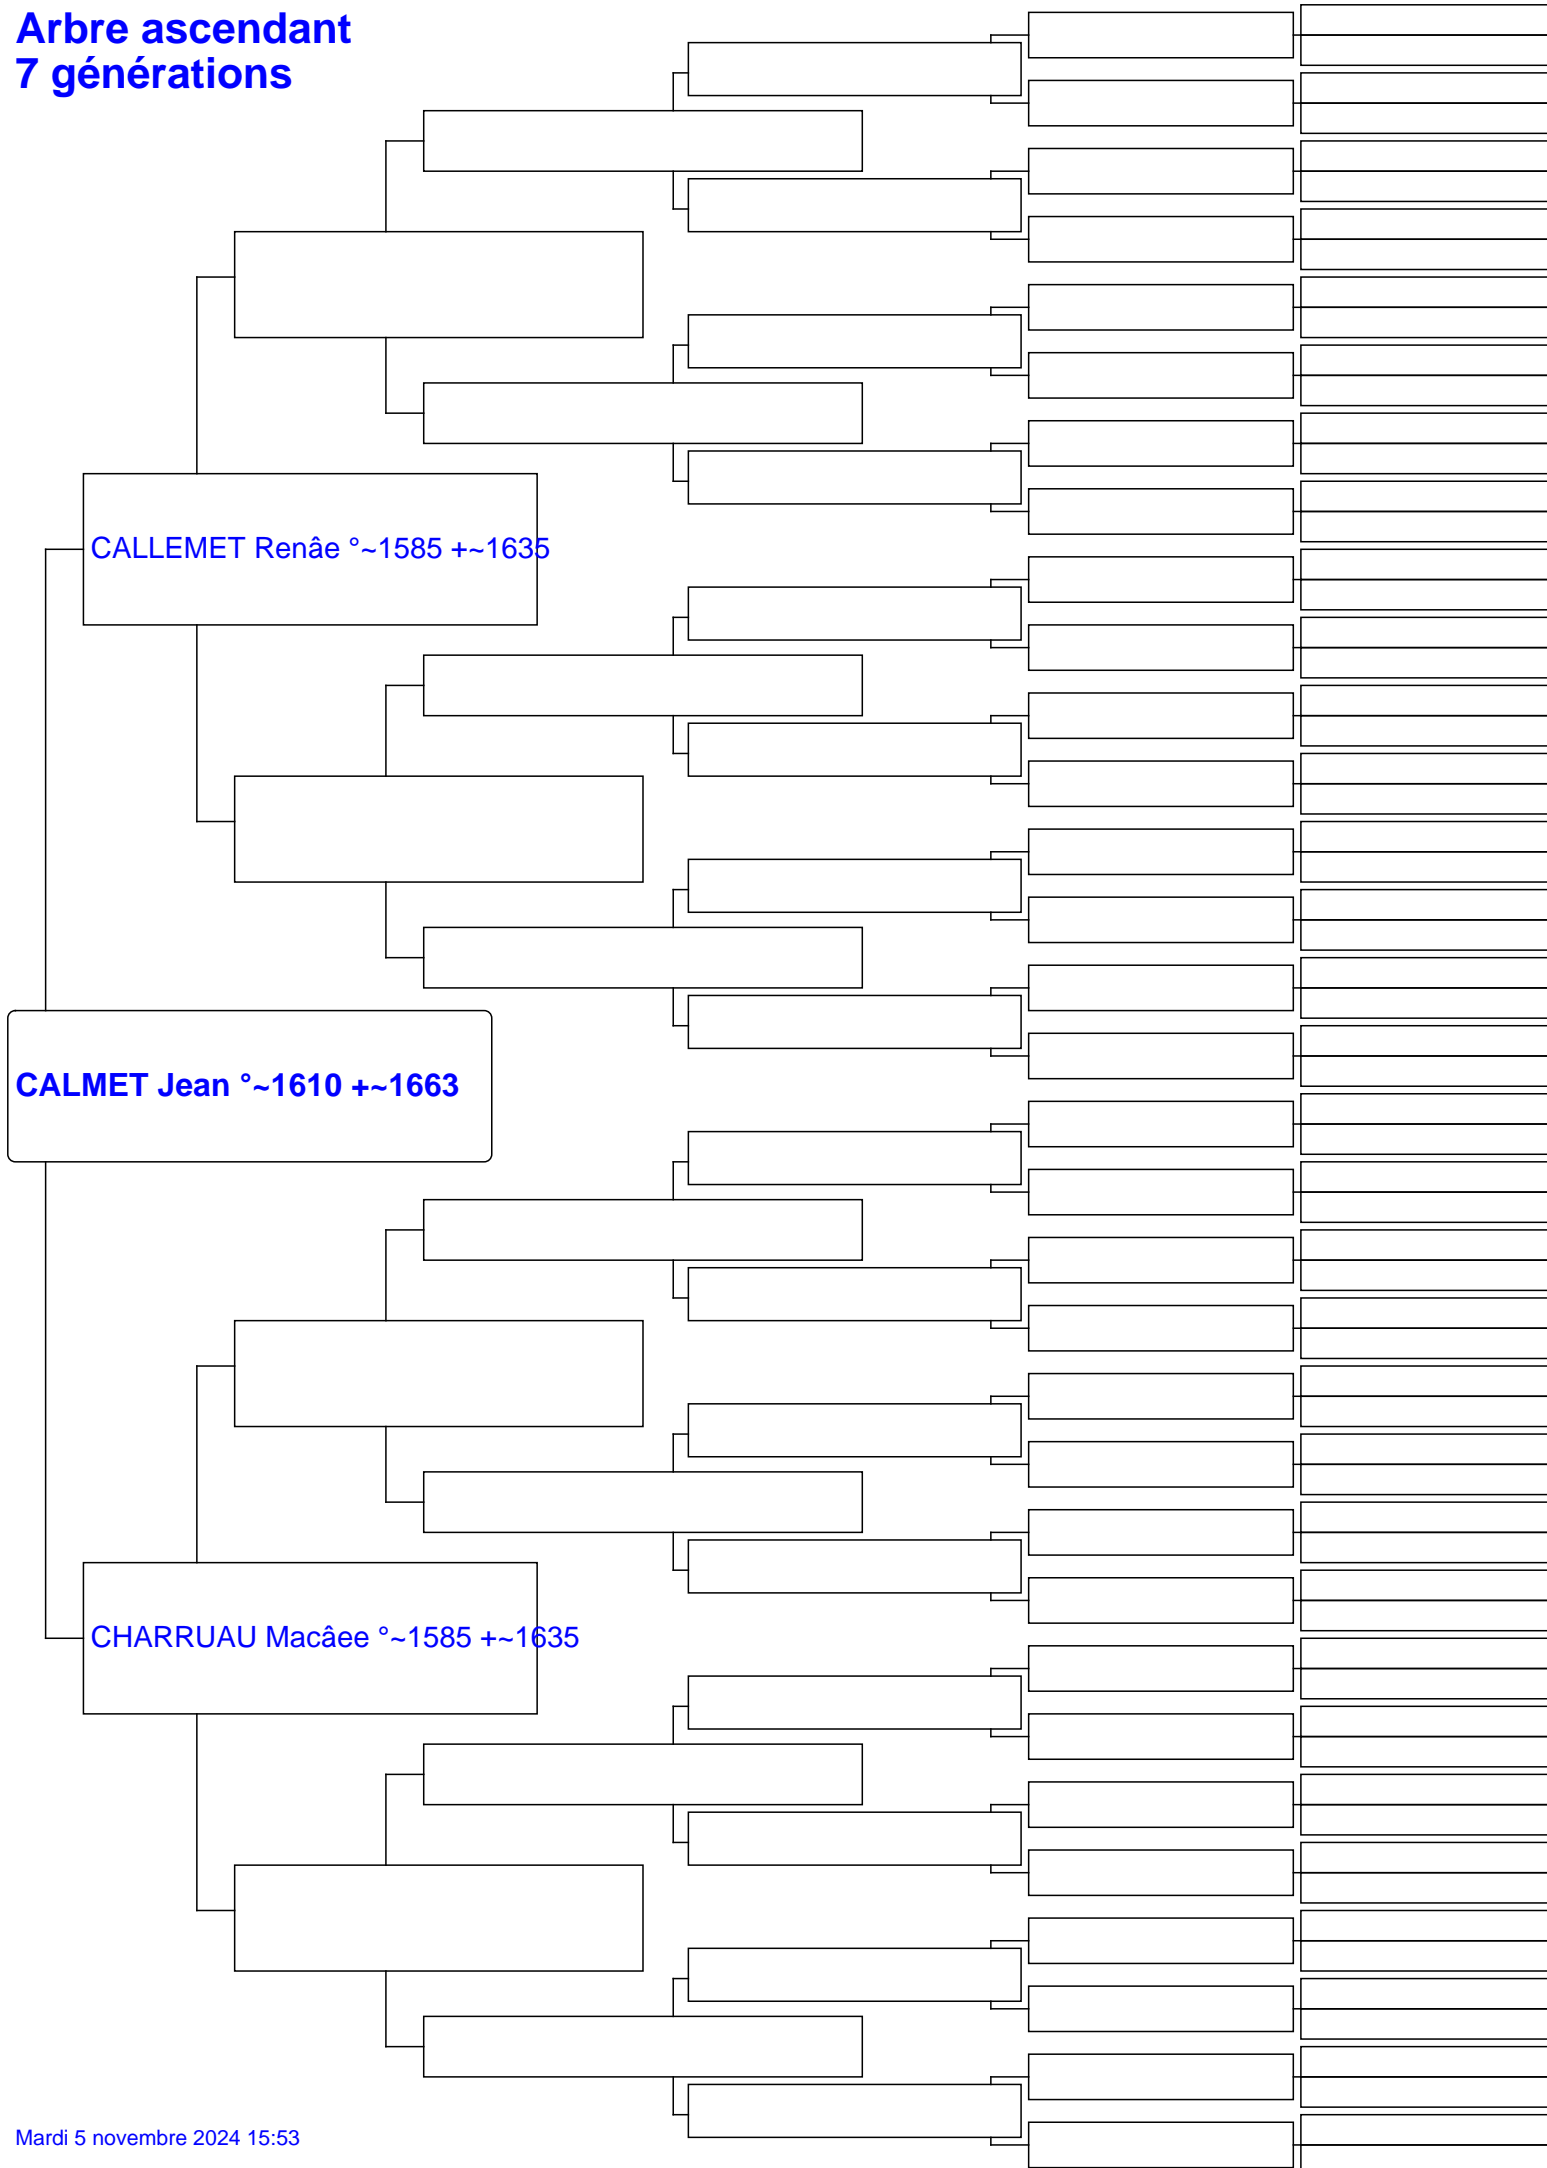 Arbre ascendant
7 générations
CALLEMET Renâe °~1585 +~1635
CALMET Jean °~1610 +~1663
CHARRUAU Macâee °~1585 +~1635
Mardi 5 novembre 2024 15:53